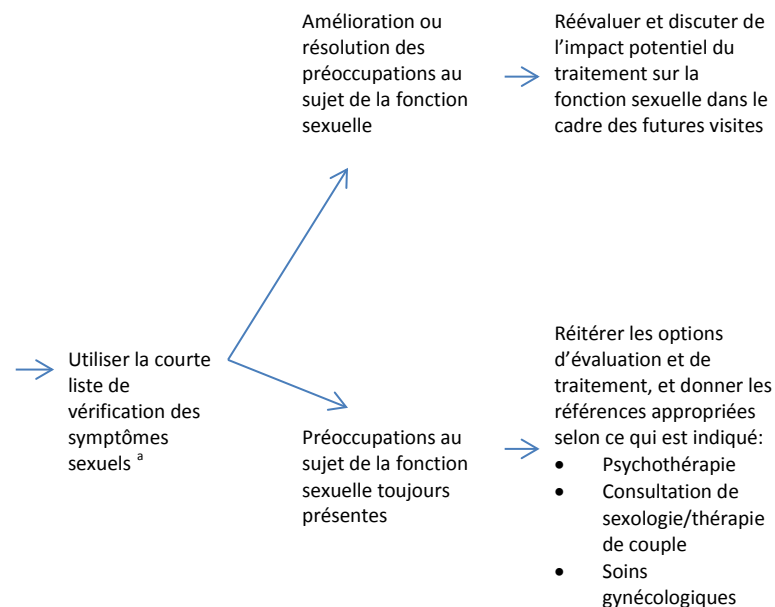 Utiliser la courte
liste de
vérification des
symptômes
sexuels ᵃ
Amélioration ou
résolution des
préoccupations au
sujet de la fonction
sexuelle
Réévaluer et discuter de
l’impact potentiel du
traitement sur la
fonction sexuelle dans le
cadre des futures visites
Préoccupations au
sujet de la fonction
sexuelle toujours
présentes
Réitérer les options
d’évaluation et de
traitement, et donner les
références appropriées
selon ce qui est indiqué:
• Psychothérapie
• Consultation de
sexologie/thérapie
de couple
• Soins
gynécologiques